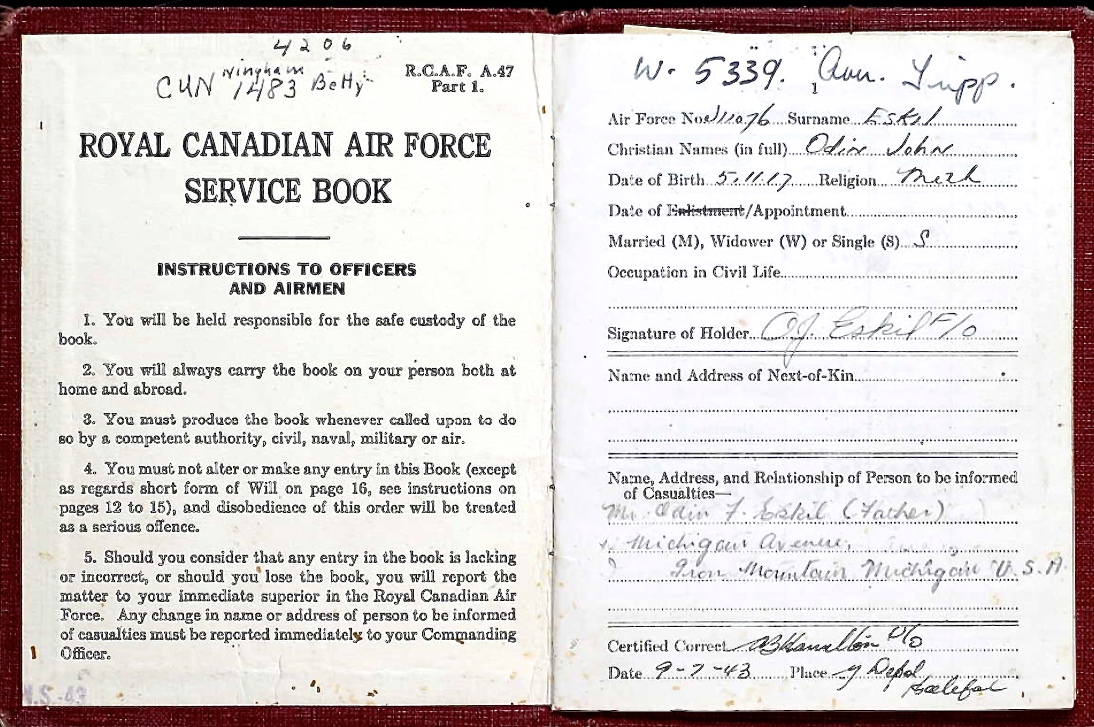 4206
CUNningham
1483 Betty
R.C.A.F. A.47
Part 1.
ROYAL CANADIAN AIR FORCE
SERVICE BOOK
INSTRUCTIONS TO OFFICERS
AND AIRMEN
1. You will be held responsible for the safe custody of the
book.
2. You will always carry the book on your person both at
home and abroad.
3. You must produce the book whenever called upon to do
so by a competent authority, civil, naval, military or air.
4. You must not alter or make any entry in this Book (except
as regards short form of Will on page 16, see instructions on
pages 12 to 15), and disobedience of this order will be treated
as a serious offence.
5. Should you consider that any entry in the book is lacking
or incorrect, or should you lose the book, you will report the
matter to your immediate superior in the Royal Canadian Air
Force. Any change in name or address of person to be informed
of casualties must be reported immediately to your Commanding
Officer.
W. 5339.
1
Air Force No. J11076 Surname Eskil
Christian Names (in full) Odin John
Date of Birth 5.11.17 Religion Meth
Date of Enlistment/Appointment
Married (M), Widower (W) or Single (S) S
Occupation in Civil Life
Signature of Holder OJ. Eskil F/O
Name and Address of Next-of-Kin
Name, Address, and Relationship of Person to be informed
of Casualties—
Mr. Odin F. Eskil (Father)
Michigan Avenue,
Iron Mountain Michigan U.S.A.
Certified Correct
Date 9-7-43 Place Y Depot
Halifax